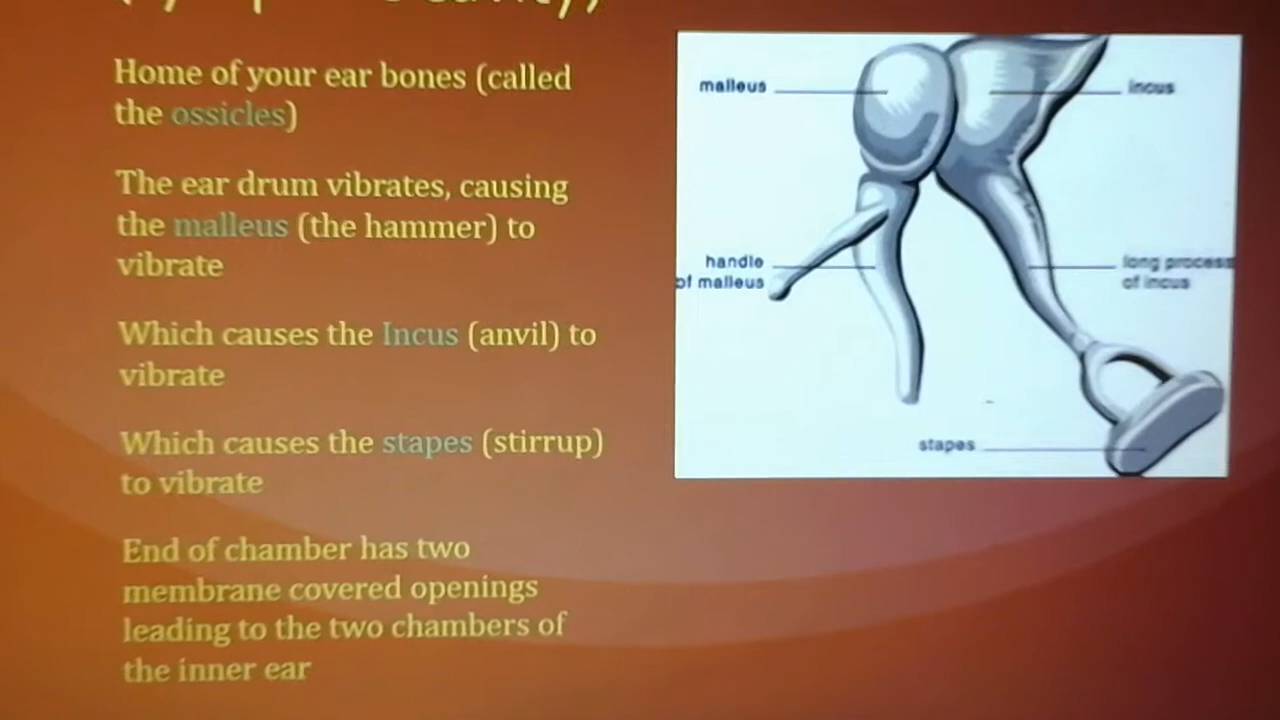 Home of your ear bones (called
the ossicles)
The ear drum vibrates, causing
the malleus (the hammer) to
vibrate
Which causes the Incus (anvil) to
vibrate
Which causes the stapes (stirrup)
to vibrate
End of chamber has two
membrane covered openings
leading to the two chambers of
the inner ear
malleus
incus
handle
of malleus
long process
of incus
stapes